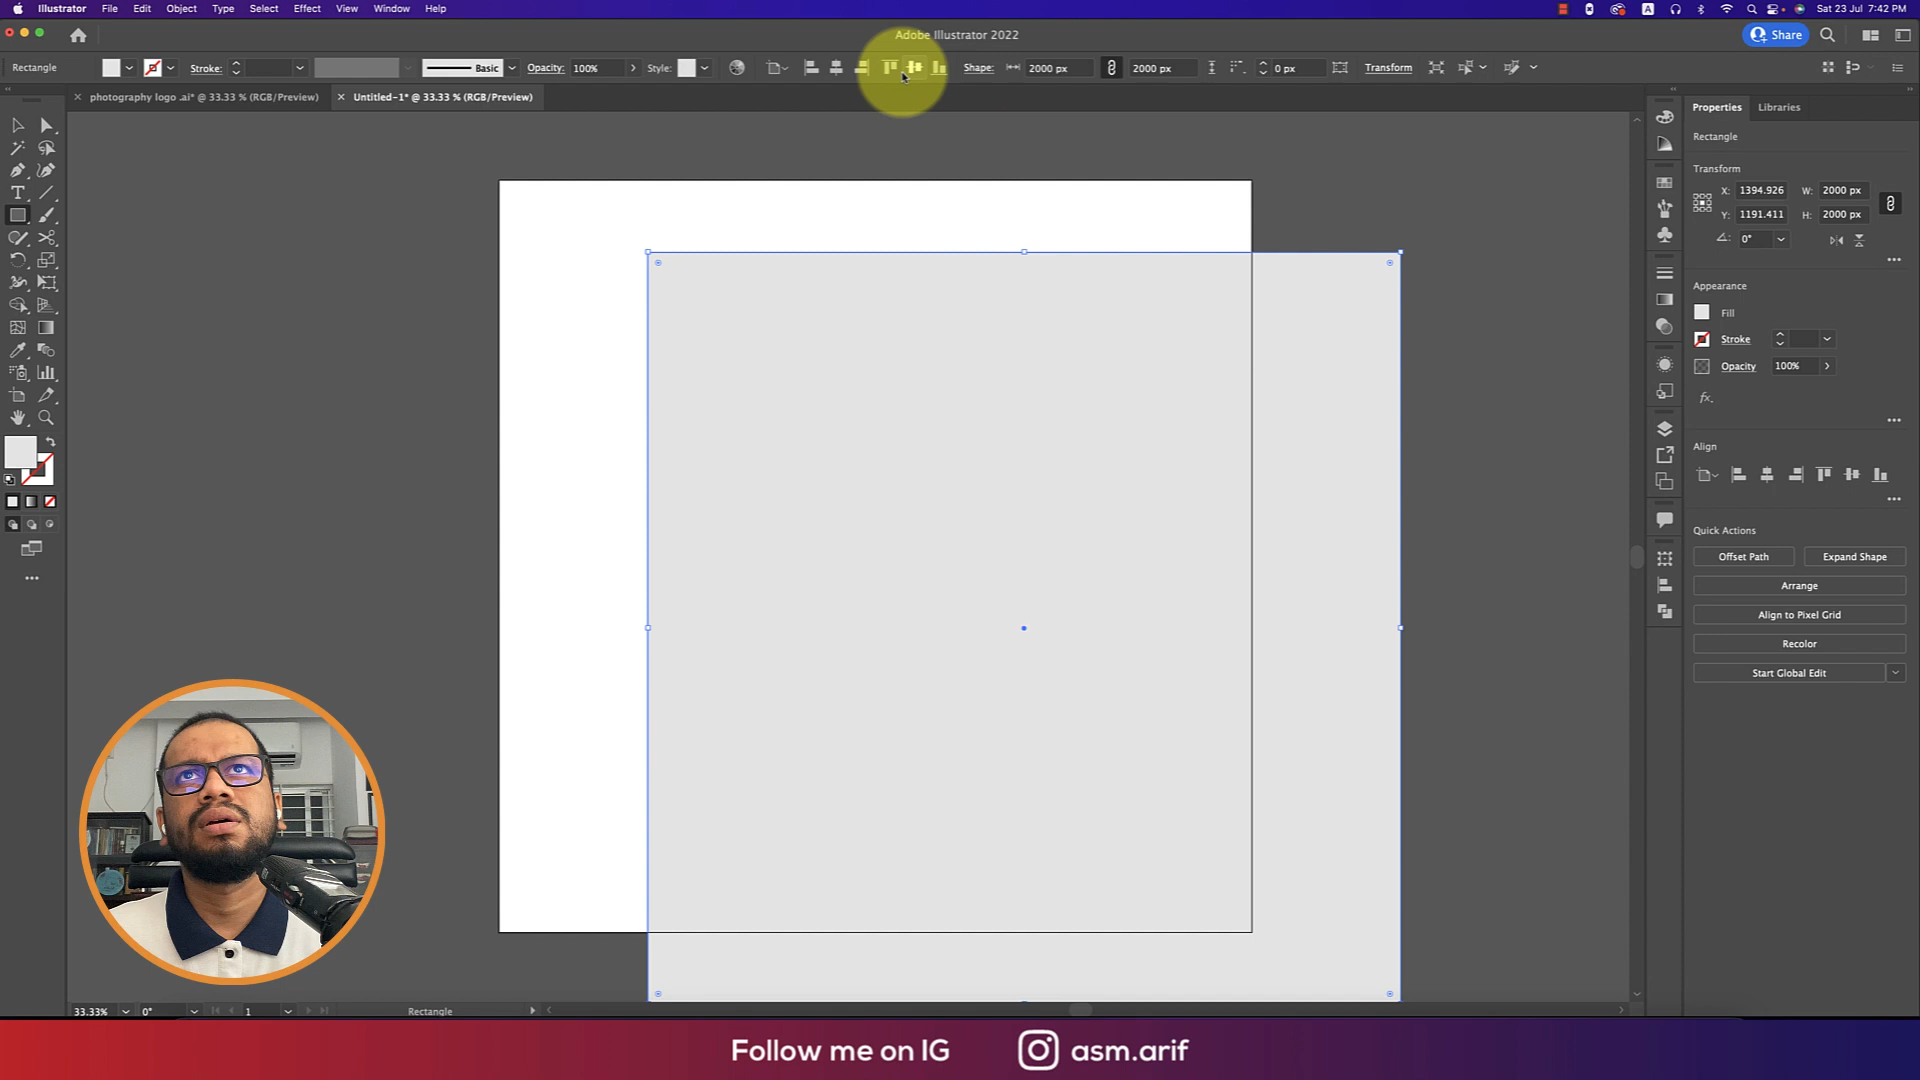 Illustrator File Edit Object Type Select Effect View Window Help
A
Sat 23 Jul 7:42 PM
Adobe Illustrator 2022
Share
Rectangle
Stroke:
Basic
Opacity: 100%
Style:
Shape: 2000 px
2000 px
0 px
Transform
photography logo .ai* @ 33.33 % (RGB/Preview)
Untitled-1* @ 33.33 % (RGB/Preview)
Properties Libraries
Rectangle
Transform
X: 1394.926 W: 2000 px
Y: 1191.411 H: 2000 px
0°
Appearance
Fill
Stroke
Opacity 100%
fx.
Align
Quick Actions
Offset Path Expand Shape
Arrange
Align to Pixel Grid
Recolor
Start Global Edit
33.33% 0° 1 Rectangle
Follow me on IG asm.arif